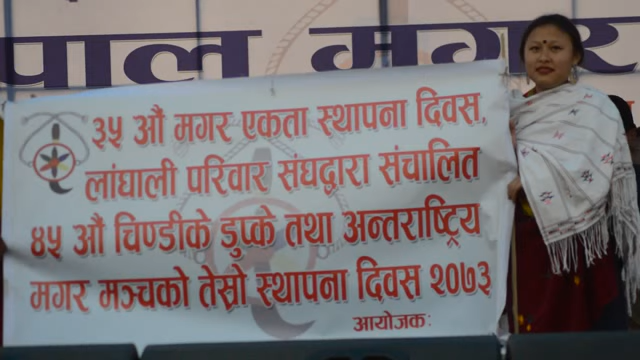 पाल मगर
३५ औं मगर एकता स्थापना दिवस,
लांघाली परिवार संघद्वारा संचालित
४५ औं चिण्डीके डुप्के तथा अन्तराष्ट्रिय
मगर मञ्चको तेस्रो स्थापना दिवस २०७३
आयोजक: